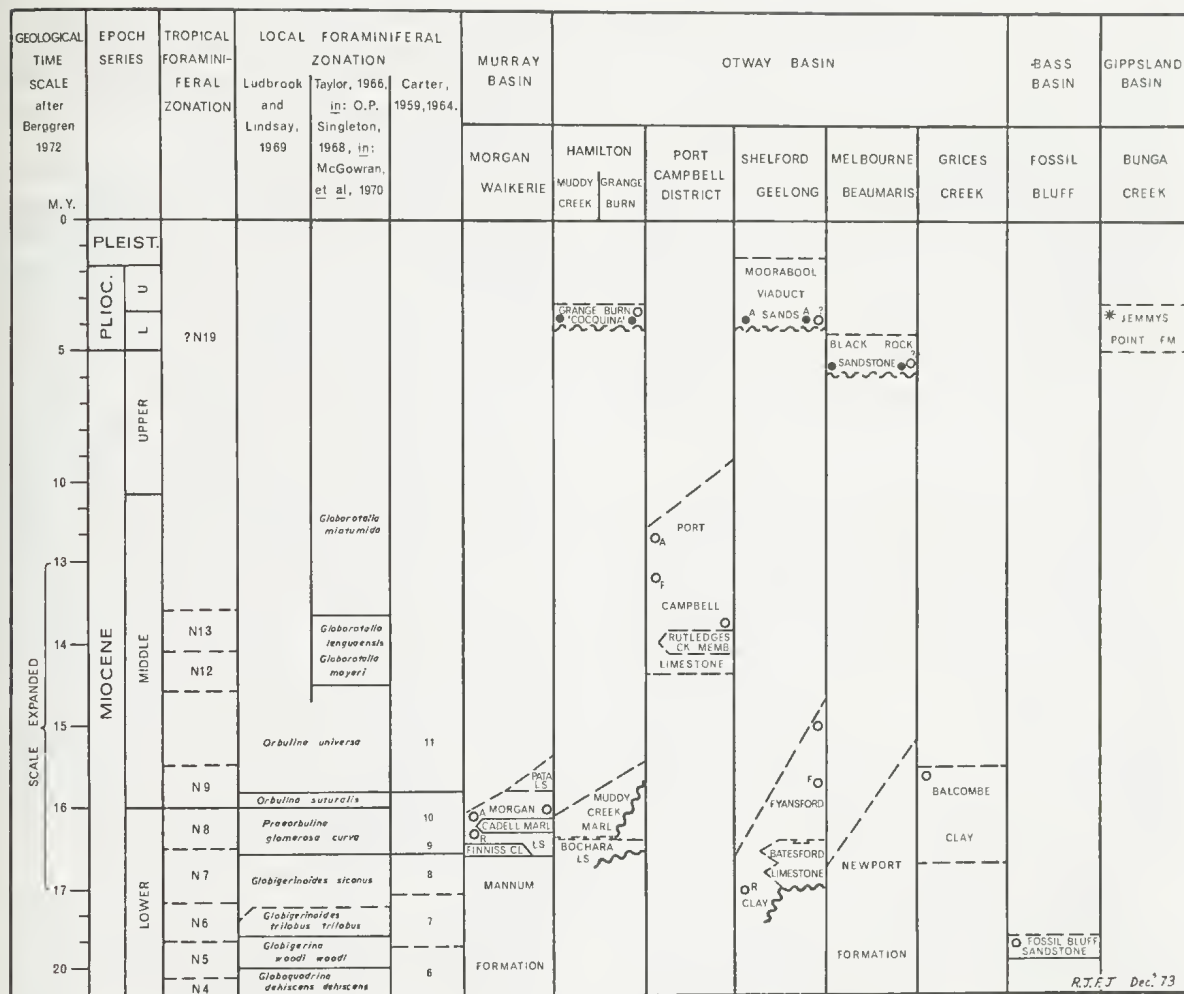 GEOLOGICAL
TIME
SCALE
after
Berggren
1972
M.Y.
EPOCH
SERIES
TROPICAL
FORAMINI-
FERAL
ZONATION
LOCAL FORAMINIFERAL
ZONATION
Ludbrook
and
Lindsay,
1969
Taylor, 1966,
in: O.P.
Singleton,
1968, in:
McGowran,
et al, 1970
Carter,
1959,1964.
MURRAY
BASIN
MORGAN
WAIKERIE
OTWAY BASIN
HAMILTON
MUDDY
CREEK
GRANGE
BURN
PORT
CAMPBELL
DISTRICT
SHELFORD
GEELONG
MELBOURNE
BEAUMARIS
GRICES
CREEK
BASS
BASIN
FOSSIL
BLUFF
GIPPSLAND
BASIN
BUNGA
CREEK
0
5
10
13
14
15
16
17
20
SCALE EXPANDED
PLEIST.
PLIOC.
U
L
MIOCENE
UPPER
MIDDLE
LOWER
?N19
N13
N12
N9
N8
N7
N6
N5
N4
Globorotalia
miotumida
Globorotalia
lenguaensis
Globorotalia
mayeri
Orbulina universa
Orbulina suturalis
Praeorbulina
glomerosa curva
Globigerinoides sicanus
Globigerinoides
trilobus trilobus
Globigerina
woodi woodi
Globoquadrina
dehiscens dehiscens
11
10
9
8
7
6
PATA
LS
A MORGAN
CADELL MARL
R
LS
FINNISS CL
MANNUM
FORMATION
GRANGE BURN
'COCQUINA'
MUDDY
CREEK
MARL
BOCHARA
LS
PORT
A
F
CAMPBELL
RUTLEDGES
CK MEMB
LIMESTONE
MOORABOOL
VIADUCT
A SANDS A ?
F
FYANSFORD
BATESFORD
LIMESTONE
R
CLAY
BLACK ROCK
?
SANDSTONE
NEWPORT
FORMATION
BALCOMBE
CLAY
FOSSIL BLUFF
SANDSTONE
* JEMMYS
POINT FM
R.J.F.J Dec. '73